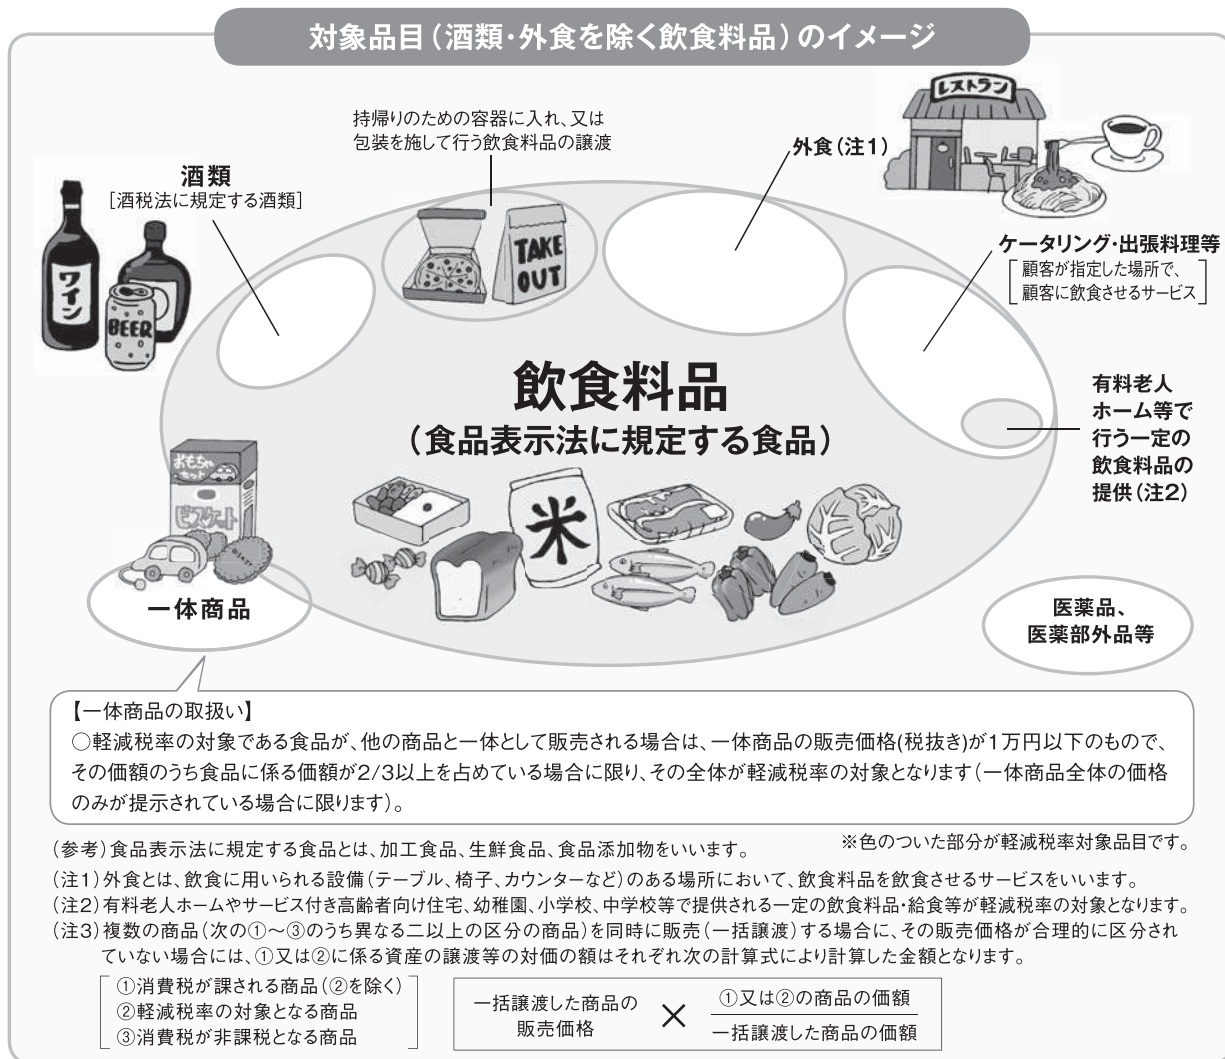 対象品目（酒類・外食を除く飲食料品）のイメージ
持帰りのための容器に入れ、又は
包装を施して行う飲食料品の譲渡
レストラン
外食（注1）
酒類
［酒税法に規定する酒類］
ワイン
BEER
TAKE
OUT
ケータリング・出張料理等
顧客が指定した場所で、
顧客に飲食させるサービス
飲食料品
（食品表示法に規定する食品）
有料老人
ホーム等で
行う一定の
飲食料品の
提供（注2）
おもちゃ
セット
ビスケット
米
一体商品
医薬品、
医薬部外品等
【一体商品の取扱い】
○軽減税率の対象である食品が、他の商品と一体として販売される場合は、一体商品の販売価格(税抜き)が1万円以下のもので、
その価額のうち食品に係る価額が2/3以上を占めている場合に限り、その全体が軽減税率の対象となります（一体商品全体の価格
のみが提示されている場合に限ります）。
※色のついた部分が軽減税率対象品目です。
（参考）食品表示法に規定する食品とは、加工食品、生鮮食品、食品添加物をいいます。
（注1）外食とは、飲食に用いられる設備（テーブル、椅子、カウンターなど）のある場所において、飲食料品を飲食させるサービスをいいます。
（注2）有料老人ホームやサービス付き高齢者向け住宅、幼稚園、小学校、中学校等で提供される一定の飲食料品・給食等が軽減税率の対象となります。
（注3）複数の商品（次の①～③のうち異なる二以上の区分の商品）を同時に販売（一括譲渡）する場合に、その販売価格が合理的に区分され
ていない場合には、①又は②に係る資産の譲渡等の対価の額はそれぞれ次の計算式により計算した金額となります。
①消費税が課される商品（②を除く）
②軽減税率の対象となる商品
③消費税が非課税となる商品
一括譲渡した商品の
販売価格
×
①又は②の商品の価額
一括譲渡した商品の価額